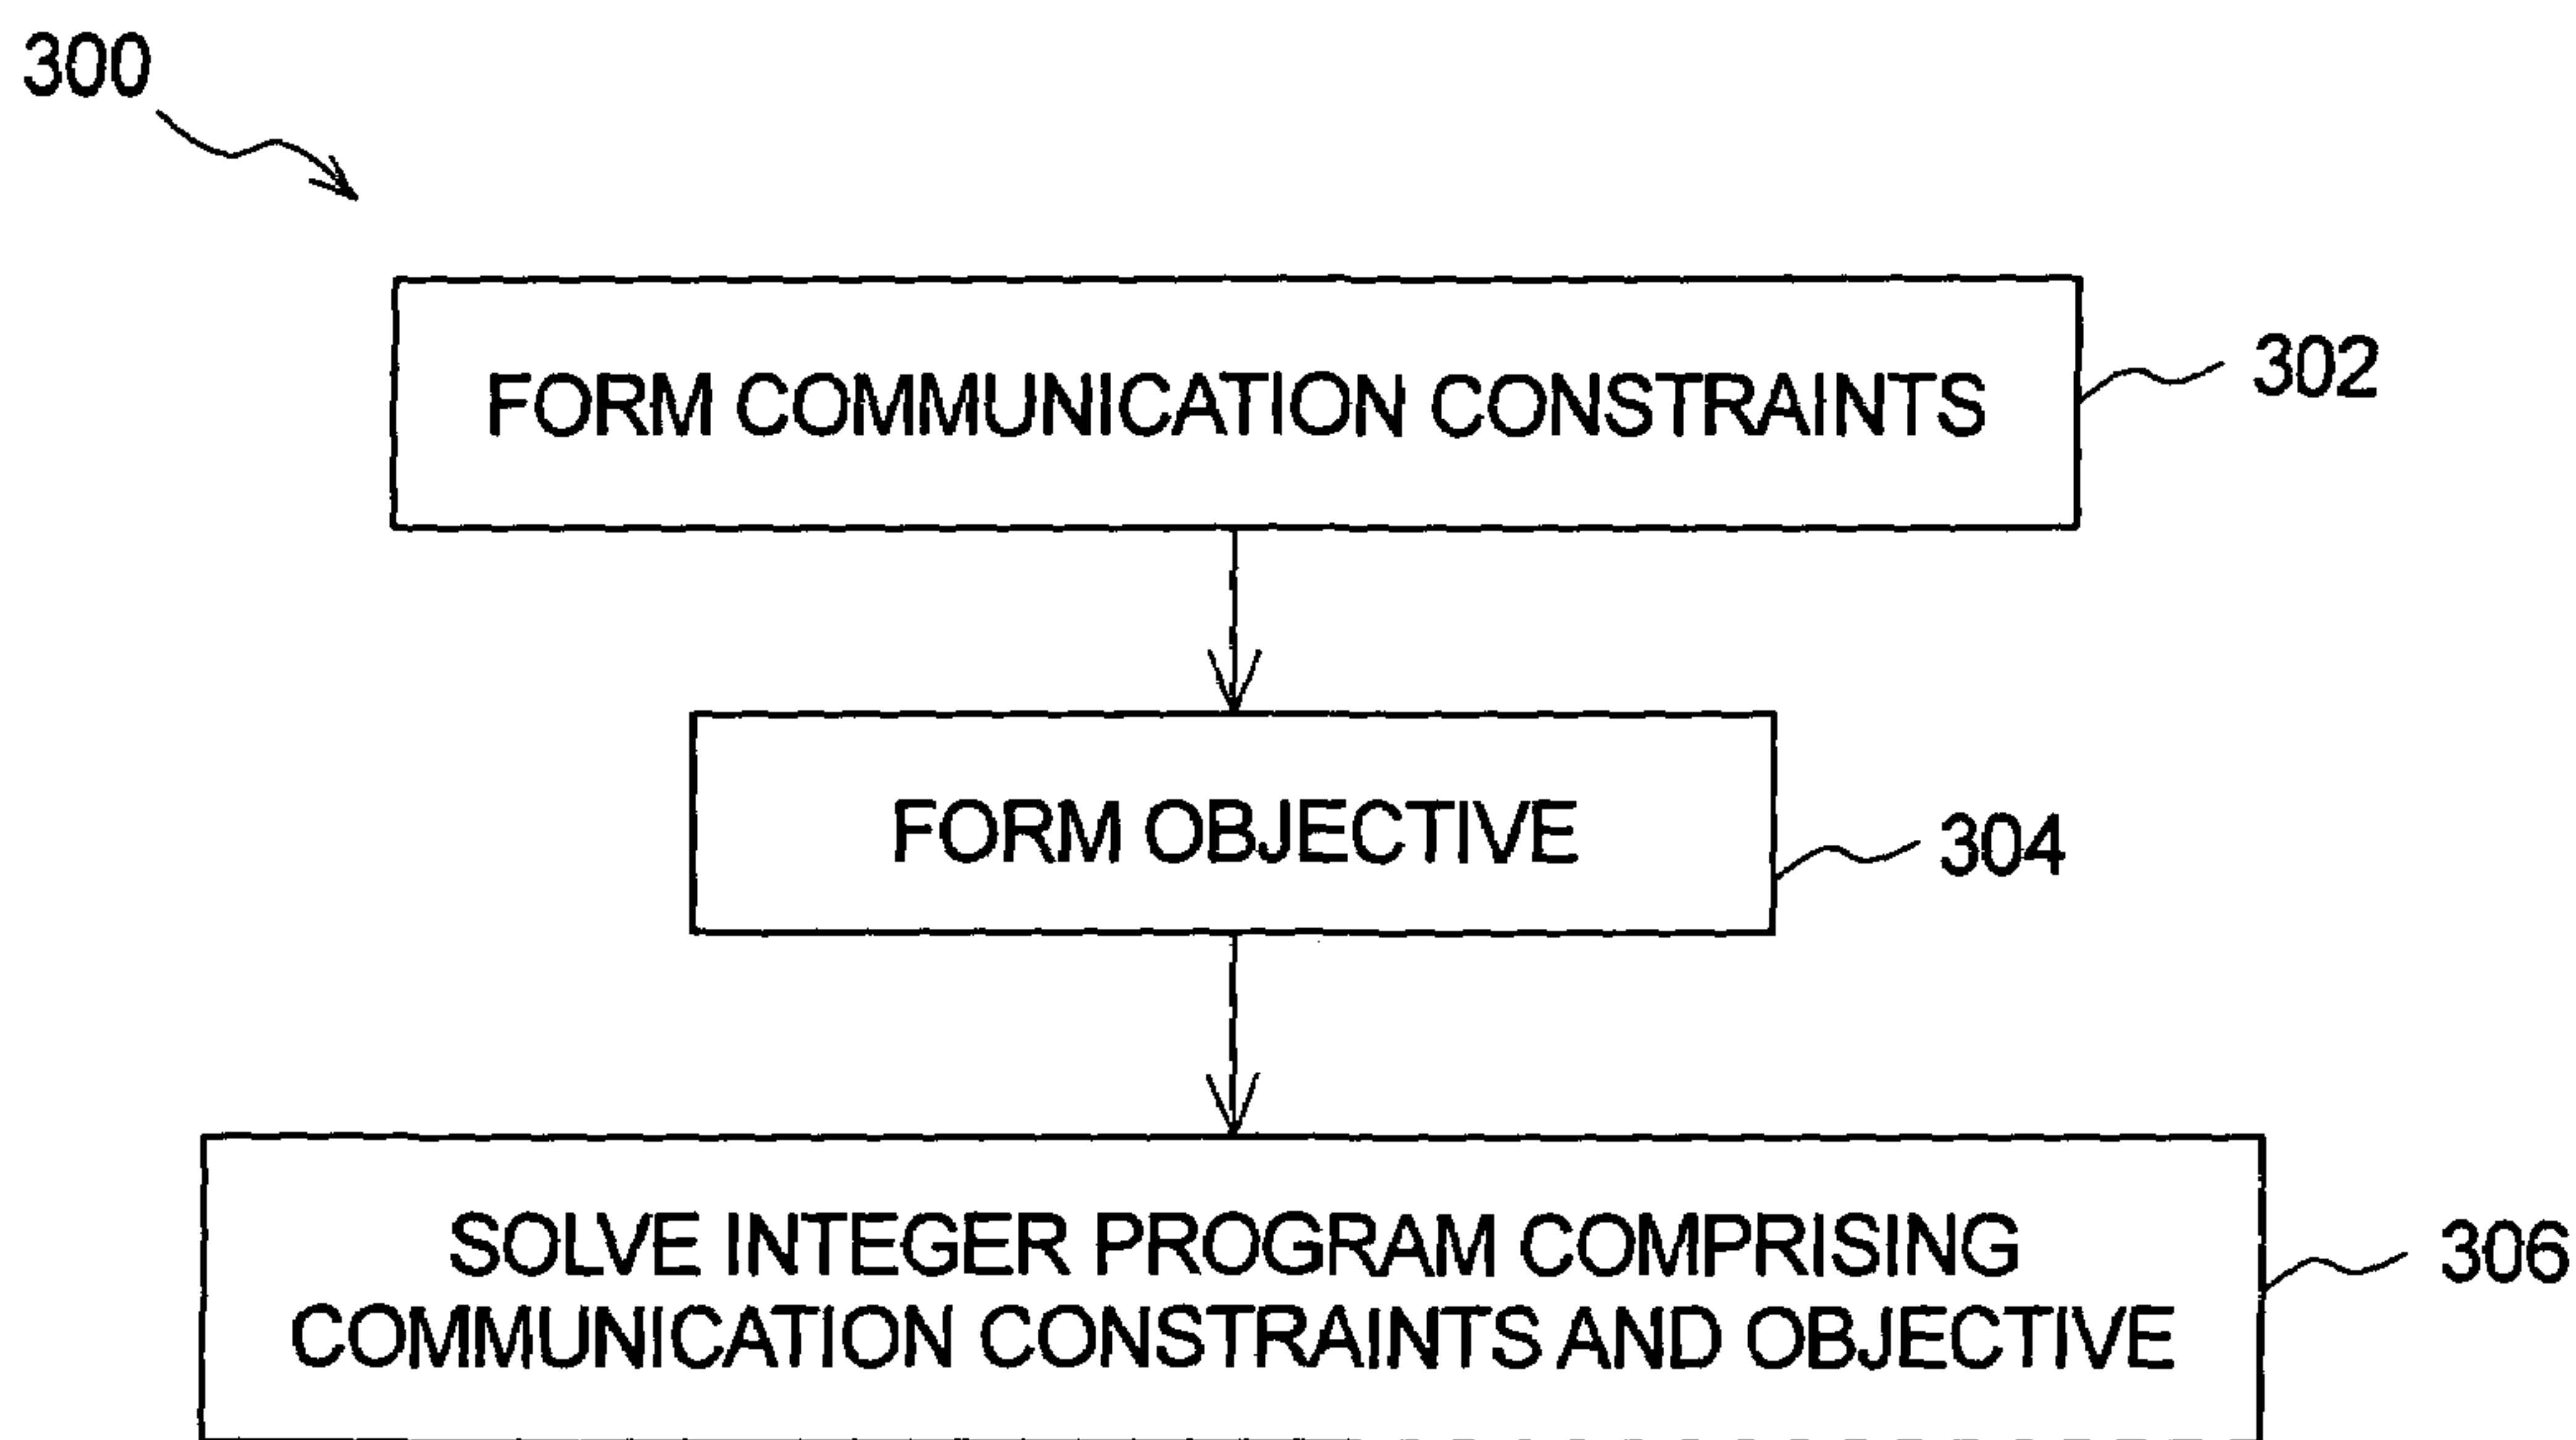 300
FORM COMMUNICATION CONSTRAINTS
302
FORM OBJECTIVE
304
SOLVE INTEGER PROGRAM COMPRISING
COMMUNICATION CONSTRAINTS AND OBJECTIVE
306